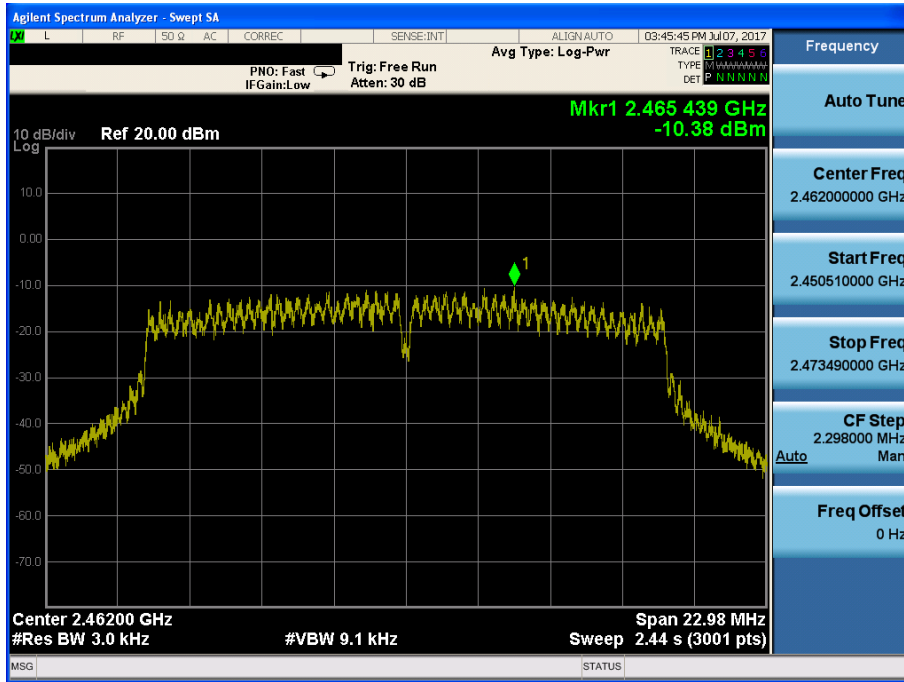 Agilent Spectrum Analyzer - Swept SA
LXI L RF 50 Ω AC CORREC SENSE:INT ALIGN AUTO 03:45:45 PM Jul 07, 2017
PNO: Fast
IFGain:Low
Trig: Free Run
Atten: 30 dB
Avg Type: Log-Pwr
TRACE 1 2 3 4 5 6
TYPE M WWWWW
DET P N N N N N
Mkr1 2.465 439 GHz
-10.38 dBm
10 dB/div Ref 20.00 dBm
Log
1
10.0
0.00
-10.0
-20.0
-30.0
-40.0
-50.0
-60.0
-70.0
Center 2.46200 GHz Span 22.98 MHz
#Res BW 3.0 kHz #VBW 9.1 kHz Sweep 2.44 s (3001 pts)
MSG STATUS
Frequency
Auto Tune
Center Freq
2.462000000 GHz
Start Freq
2.450510000 GHz
Stop Freq
2.473490000 GHz
CF Step
2.298000 MHz
Auto Man
Freq Offset
0 Hz